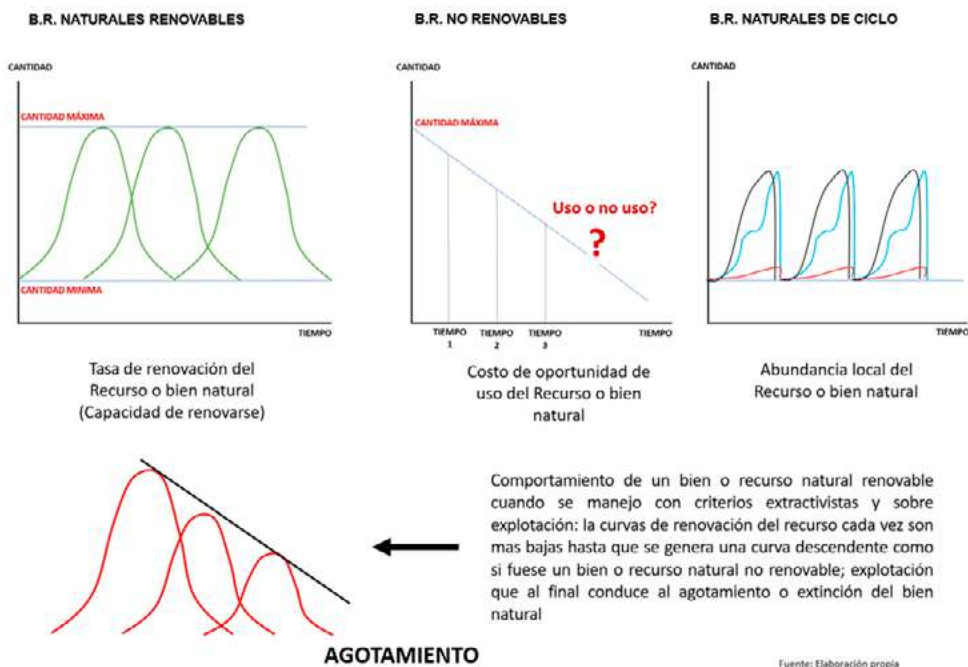 B.R. NATURALES RENOVABLES
CANTIDAD
CANTIDAD MÁXIMA
CANTIDAD MINIMA
TIEMPO
Tasa de renovación del
Recurso o bien natural
(Capacidad de renovarse)
B.R. NO RENOVABLES
CANTIDAD
CANTIDAD MÁXIMA
Uso o no uso?
?
TIEMPO
1
TIEMPO
2
TIEMPO
3
TIEMPO
Costo de oportunidad de
uso del Recurso o bien
natural
B.R. NATURALES DE CICLO
CANTIDAD
TIEMPO
Abundancia local del
Recurso o bien natural
Comportamiento de un bien o recurso natural renovable
cuando se manejo con criterios extractivistas y sobre
explotación: la curvas de renovación del recurso cada vez son
mas bajas hasta que se genera una curva descendente como
si fuese un bien o recurso natural no renovable; explotación
que al final conduce al agotamiento o extinción del bien
natural
AGOTAMIENTO
Fuente: Elaboración propia